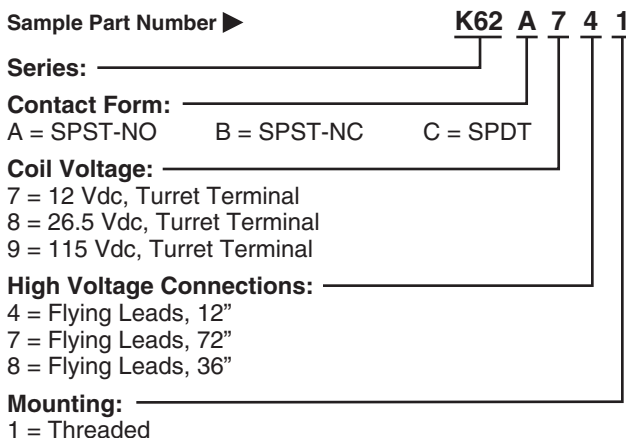 Sample Part Number ▶ K62 A 7 4 1
Series:
Contact Form:
A = SPST-NO B = SPST-NC C = SPDT
Coil Voltage:
7 = 12 Vdc, Turret Terminal
8 = 26.5 Vdc, Turret Terminal
9 = 115 Vdc, Turret Terminal
High Voltage Connections:
4 = Flying Leads, 12”
7 = Flying Leads, 72”
8 = Flying Leads, 36”
Mounting:
1 = Threaded